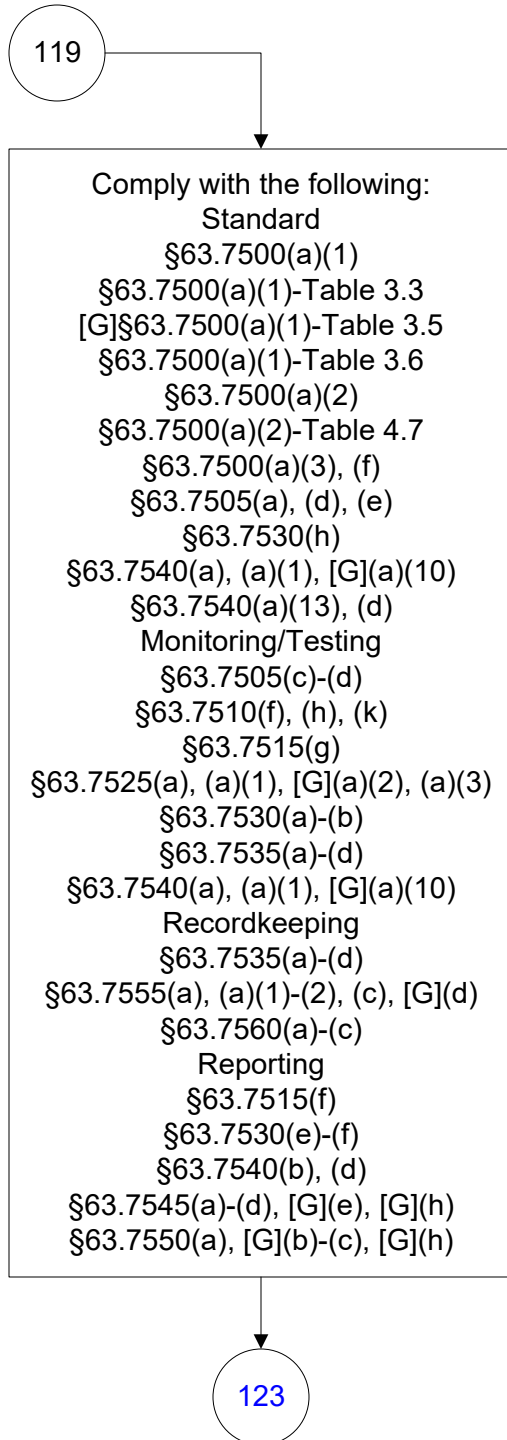 119
Comply with the following:
Standard
§63.7500(a)(1)
§63.7500(a)(1)-Table 3.3
[G]§63.7500(a)(1)-Table 3.5
§63.7500(a)(1)-Table 3.6
§63.7500(a)(2)
§63.7500(a)(2)-Table 4.7
§63.7500(a)(3), (f)
§63.7505(a), (d), (e)
§63.7530(h)
§63.7540(a), (a)(1), [G](a)(10)
§63.7540(a)(13), (d)
Monitoring/Testing
§63.7505(c)-(d)
§63.7510(f), (h), (k)
§63.7515(g)
§63.7525(a), (a)(1), [G](a)(2), (a)(3)
§63.7530(a)-(b)
§63.7535(a)-(d)
§63.7540(a), (a)(1), [G](a)(10)
Recordkeeping
§63.7535(a)-(d)
§63.7555(a), (a)(1)-(2), (c), [G](d)
§63.7560(a)-(c)
Reporting
§63.7515(f)
§63.7530(e)-(f)
§63.7540(b), (d)
§63.7545(a)-(d), [G](e), [G](h)
§63.7550(a), [G](b)-(c), [G](h)
123